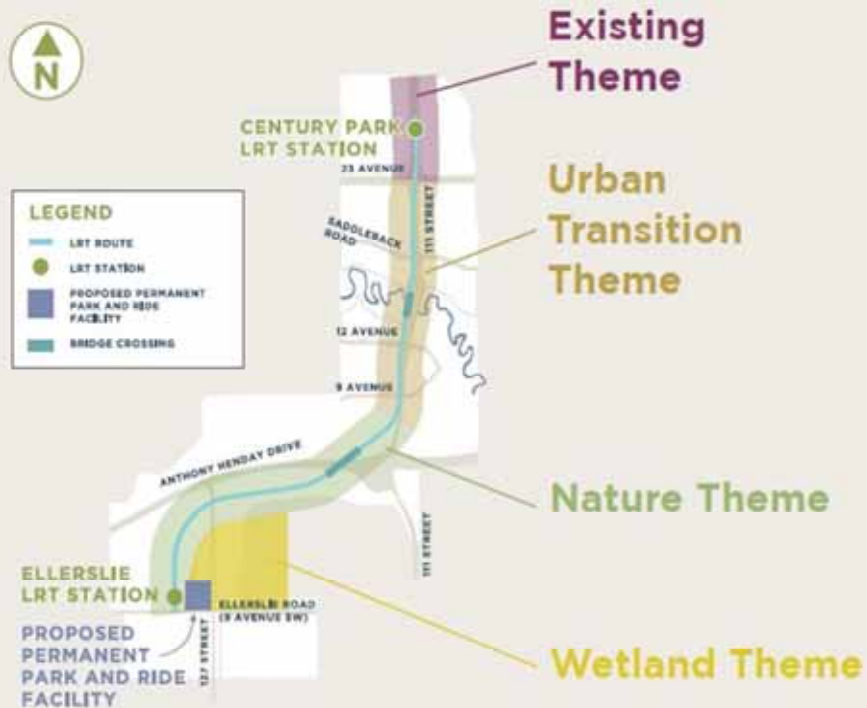 N
Existing
Theme
CENTURY PARK
LRT STATION
23 AVENUE
Urban
Transition
Theme
LEGEND
LRT ROUTE
LRT STATION
PROPOSED PERMANENT
PARK AND RIDE
FACILITY
BRIDGE CROSSING
SADDLEBACK
ROAD
111 STREET
12 AVENUE
9 AVENUE
ANTHONY HENDAY DRIVE
Nature Theme
111 STREET
ELLERSLIE
LRT STATION
ELLERSLIE ROAD
(9 AVENUE SW)
127 STREET
PROPOSED
PERMANENT
PARK AND RIDE
FACILITY
Wetland Theme